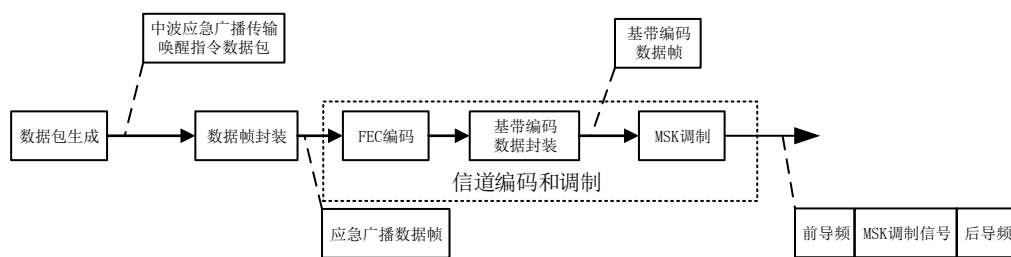 中波应急广播传输
唤醒指令数据包
基带编码
数据帧
数据包生成
数据帧封装
FEC编码
基带编码
数据封装
MSK调制
信道编码和调制
应急广播数据帧
前导频
MSK调制信号
后导频